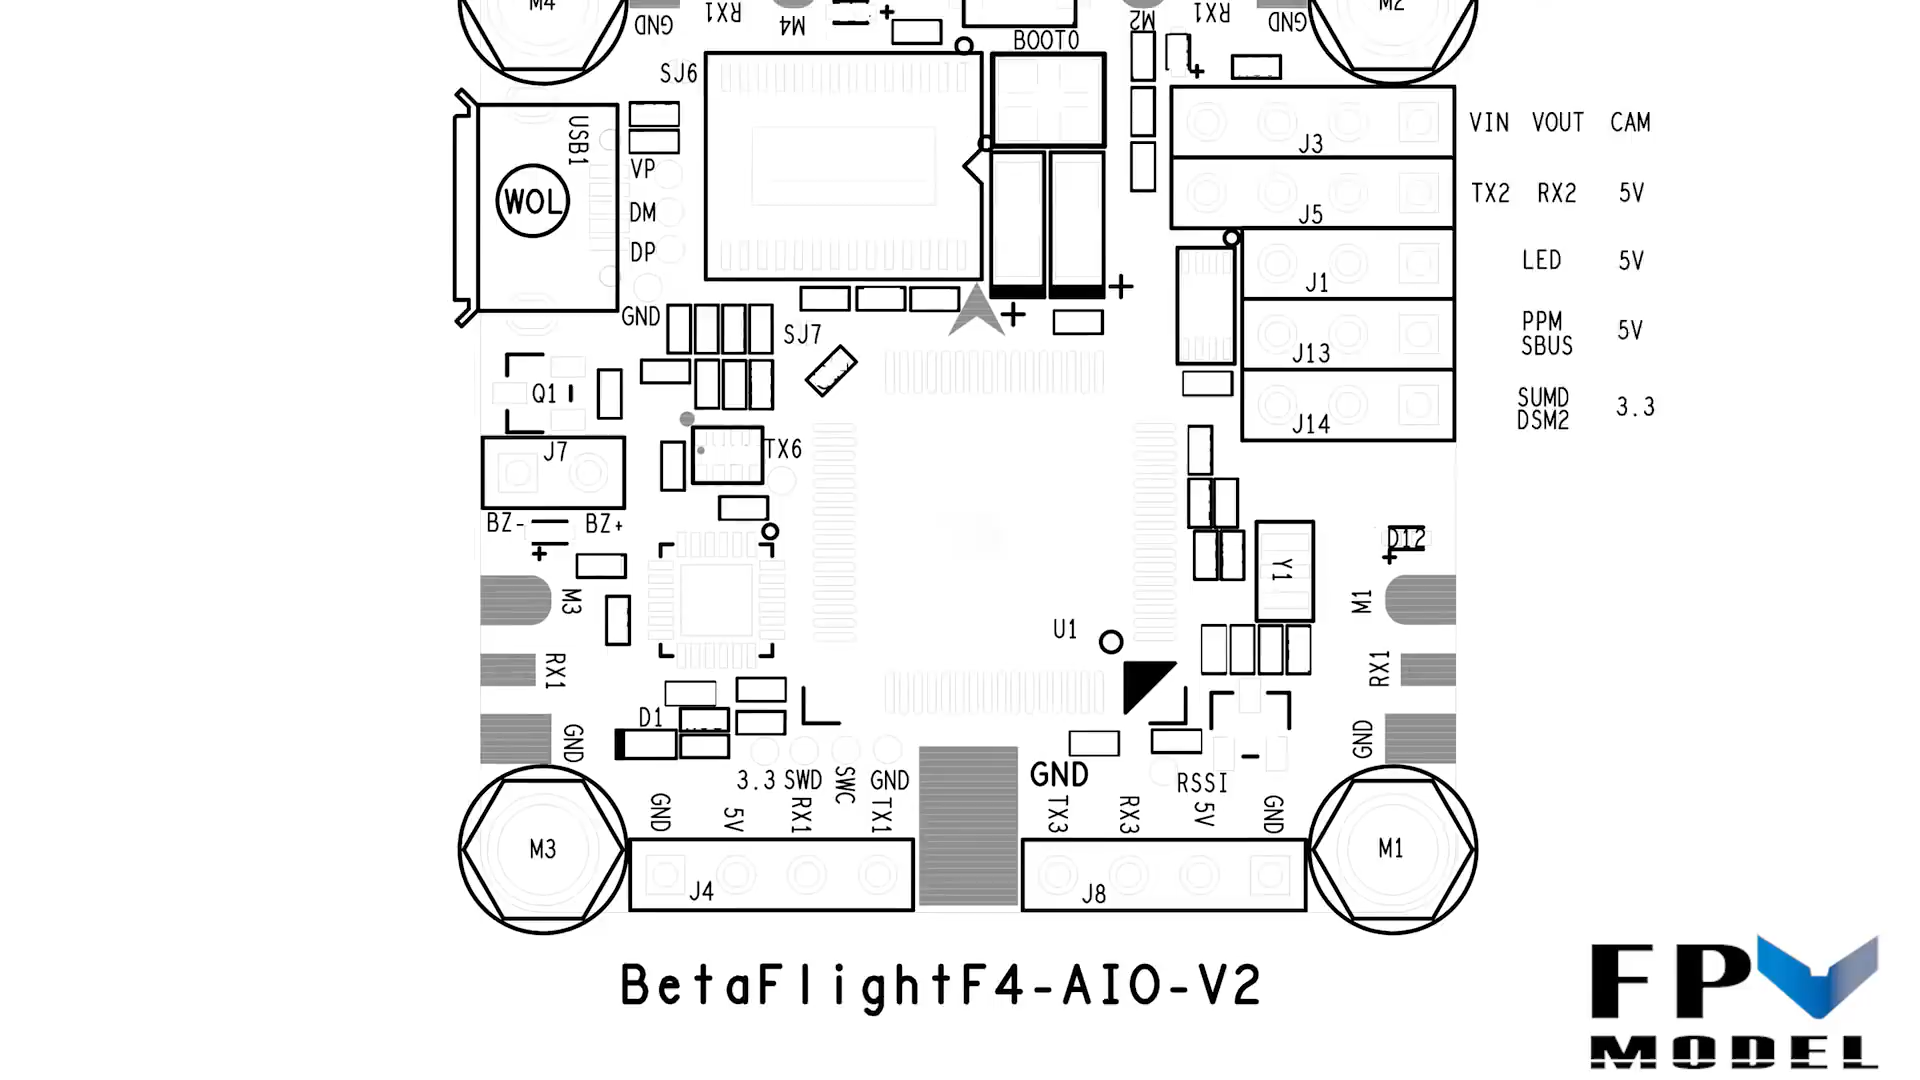 M4
GND
RX1
M4
M2
RX1
GND
M2
BOOT0
SJ6
USB1
WOL
VP
DM
DP
GND
SJ7
J3
VIN VOUT CAM
J5
TX2 RX2 5V
J1
LED 5V
J13
PPM
SBUS
5V
J14
SUMD
DSM2
3.3
Q1
J7
BZ-
BZ+
TX6
Y1
D12
M3
RX1
GND
U1
M1
RX1
GND
D1
3.3 SWD SWC GND
GND
RSSI
GND 5V RX1 TX1
TX3 RX3 5V GND
M3
J4
J8
M1
BetaFlightF4-AIO-V2
FPV
MODEL